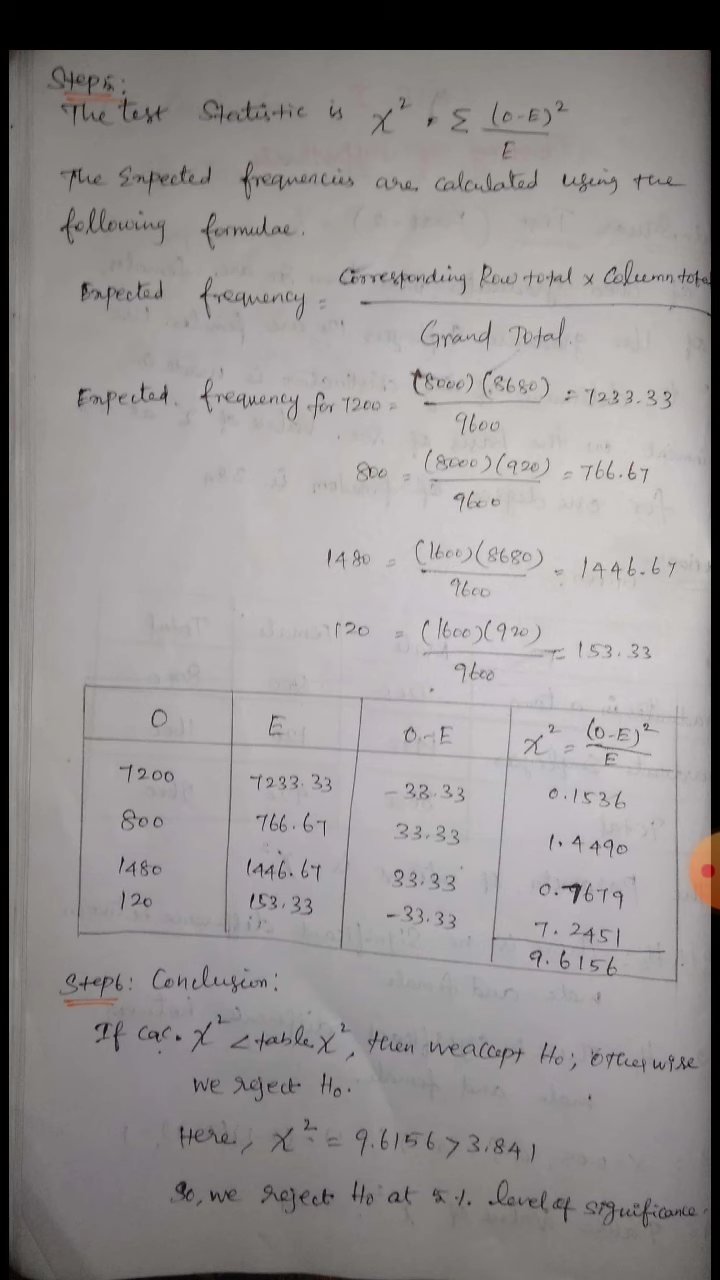 Step5:
The test Statistic is χ² = Σ (O-E)²
E
The Expected frequencies are calculated using the
following formulae.
Expected frequency = Corresponding Row total x Column total
Grand Total.
Expected. frequency for 7200 = (8000) (8680) = 7233.33
9600
800 = (8000)(920) = 766.67
9600
1480 = (1600)(8680) = 1446.67
9600
120 = (1600)(920) = 153.33
9600
O E O-E χ² = (O-E)²
E
7200 7233.33 -33.33 0.1536
800 766.67 33.33 1.4490
1480 1446.67 33.33 0.7679
120 153.33 -33.33 7.2451
9.6156
Step6: Conclusion:
If cac. χ² < table χ², then we accept H₀; otherwise
we reject H₀.
Here, χ² = 9.6156 > 3.841
So, we reject H₀ at 5%. level of significance.